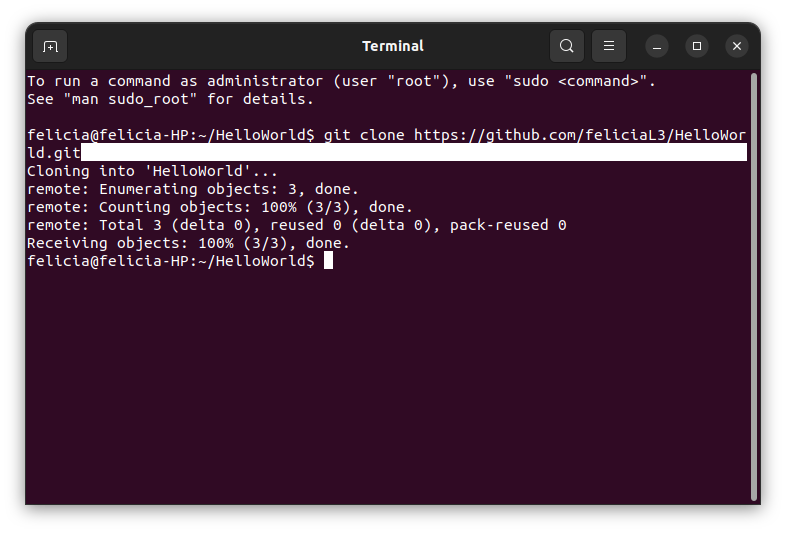 Terminal
To run a command as administrator (user "root"), use "sudo <command>".
See "man sudo_root" for details.
felicia@felicia-HP:~/HelloWorld$ git clone https://github.com/feliciaL3/HelloWor
ld.git
Cloning into 'HelloWorld'...
remote: Enumerating objects: 3, done.
remote: Counting objects: 100% (3/3), done.
remote: Total 3 (delta 0), reused 0 (delta 0), pack-reused 0
Receiving objects: 100% (3/3), done.
felicia@felicia-HP:~/HelloWorld$